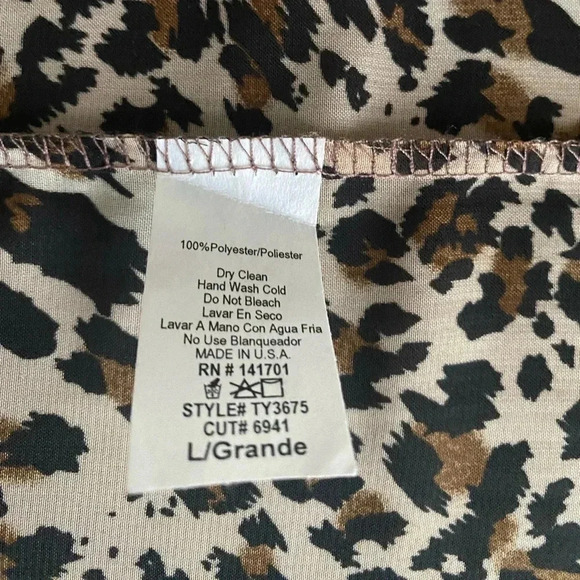 100%Polyester/Poliester
Dry Clean
Hand Wash Cold
Do Not Bleach
Lavar En Seco
Lavar A Mano Con Agua Fria
No Use Blanqueador
MADE IN U.S.A.
RN # 141701
STYLE# TY3675
CUT# 6941
L/Grande